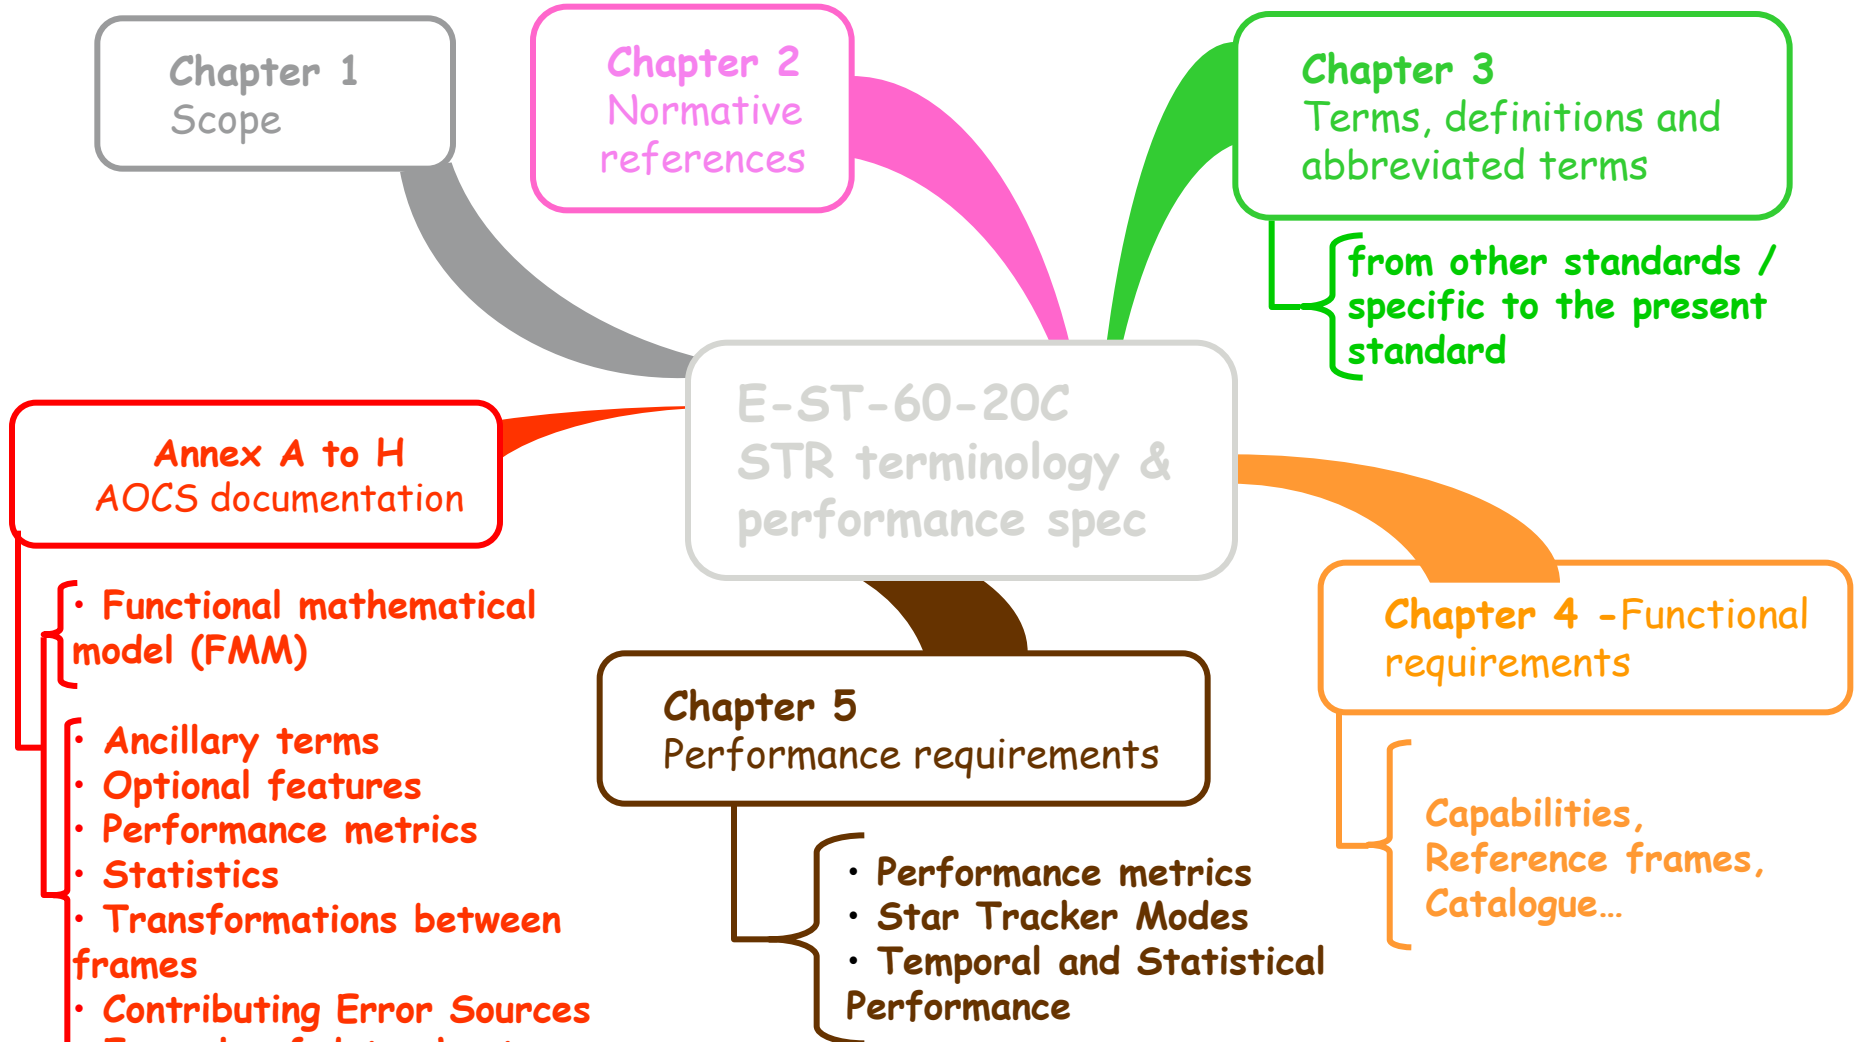 Chapter 1
Scope
Chapter 2
Normative
references
Chapter 3
Terms, definitions and
abbreviated terms
from other standards /
specific to the present
standard
E-ST-60-20C
STR terminology &
performance spec
Annex A to H
AOCS documentation
• Functional mathematical
model (FMM)
• Ancillary terms
• Optional features
• Performance metrics
• Statistics
• Transformations between
frames
• Contributing Error Sources
Chapter 5
Performance requirements
• Performance metrics
• Star Tracker Modes
• Temporal and Statistical
Performance
Chapter 4 -Functional
requirements
Capabilities,
Reference frames,
Catalogue…